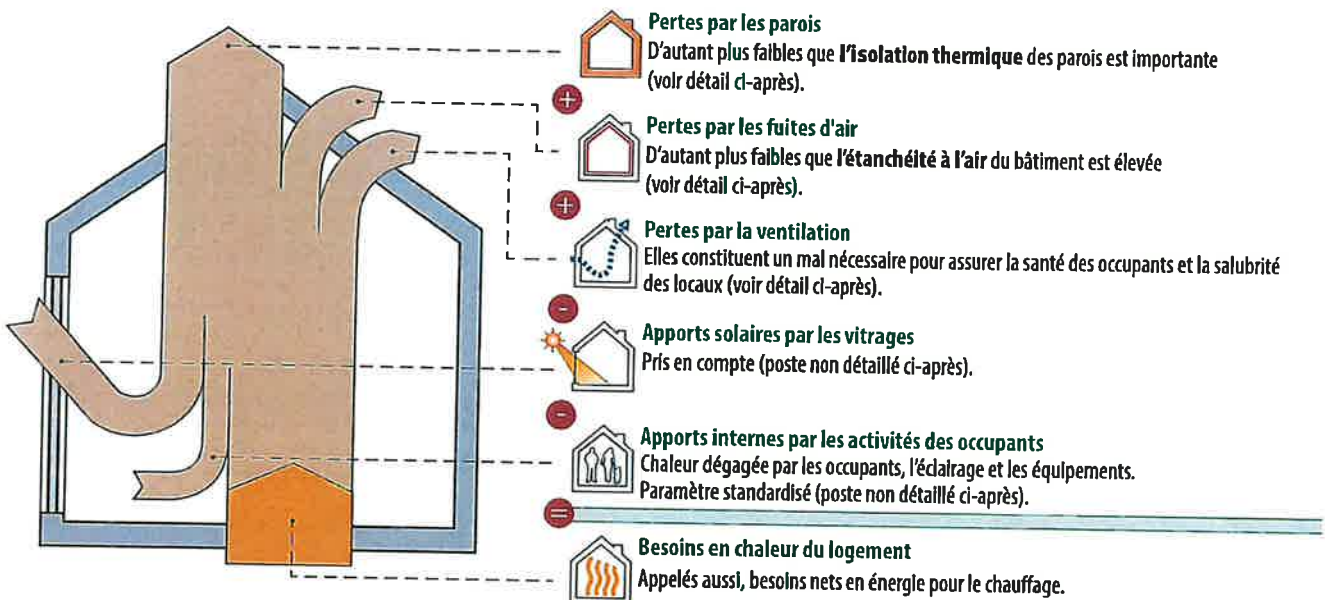 Pertes par les parois
D'autant plus faibles que l'isolation thermique des parois est importante
(voir détail ci-après).
+
Pertes par les fuites d'air
D'autant plus faibles que l'étanchéité à l'air du bâtiment est élevée
(voir détail ci-après).
+
Pertes par la ventilation
Elles constituent un mal nécessaire pour assurer la santé des occupants et la salubrité
des locaux (voir détail ci-après).
-
Apports solaires par les vitrages
Pris en compte (poste non détaillé ci-après).
-
Apports internes par les activités des occupants
Chaleur dégagée par les occupants, l'éclairage et les équipements.
Paramètre standardisé (poste non détaillé ci-après).
=
Besoins en chaleur du logement
Appelés aussi, besoins nets en énergie pour le chauffage.